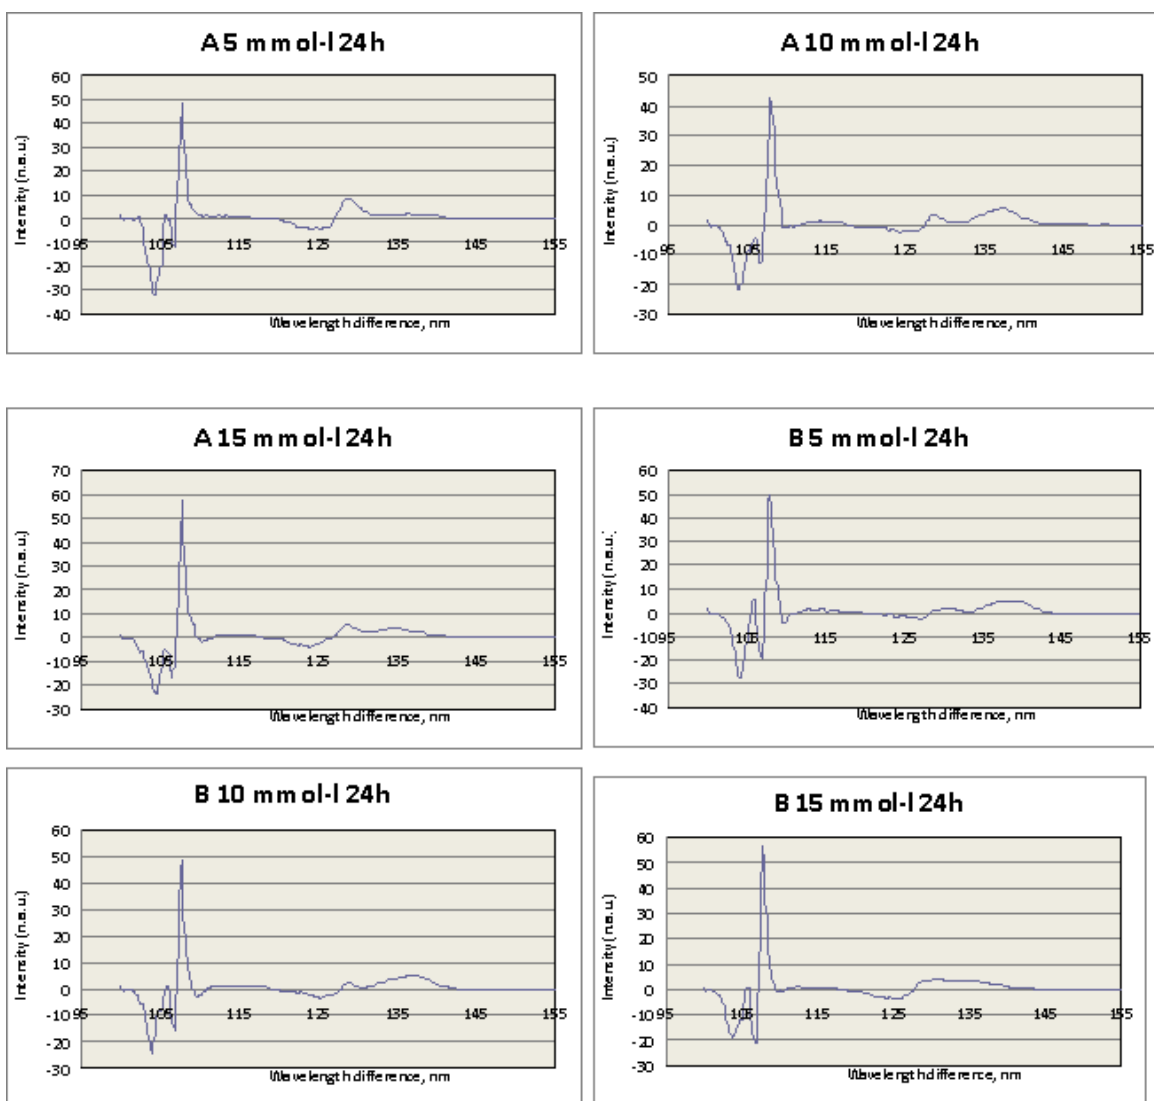 A 5 mmol-l 24h
60
50
40
30
20
10
0
-10
-20
-30
-40
95 105 115 125 135 145 155
Intensity (n.a.u.)
Wavelength difference, nm
A 10 mmol-l 24h
50
40
30
20
10
0
-10
-20
-30
95 105 115 125 135 145 155
Intensity (n.a.u.)
Wavelength difference, nm
A 15 mmol-l 24h
70
60
50
40
30
20
10
0
-10
-20
-30
95 105 115 125 135 145 155
Intensity (n.a.u.)
Wavelength difference, nm
B 5 mmol-l 24h
60
50
40
30
20
10
0
-10
-20
-30
-40
95 105 115 125 135 145 155
Intensity (n.a.u.)
Wavelength difference, nm
B 10 mmol-l 24h
60
50
40
30
20
10
0
-10
-20
-30
95 105 115 125 135 145 155
Intensity (n.a.u.)
Wavelength difference, nm
B 15 mmol-l 24h
60
50
40
30
20
10
0
-10
-20
-30
95 105 115 125 135 145 155
Intensity (n.a.u.)
Wavelength difference, nm